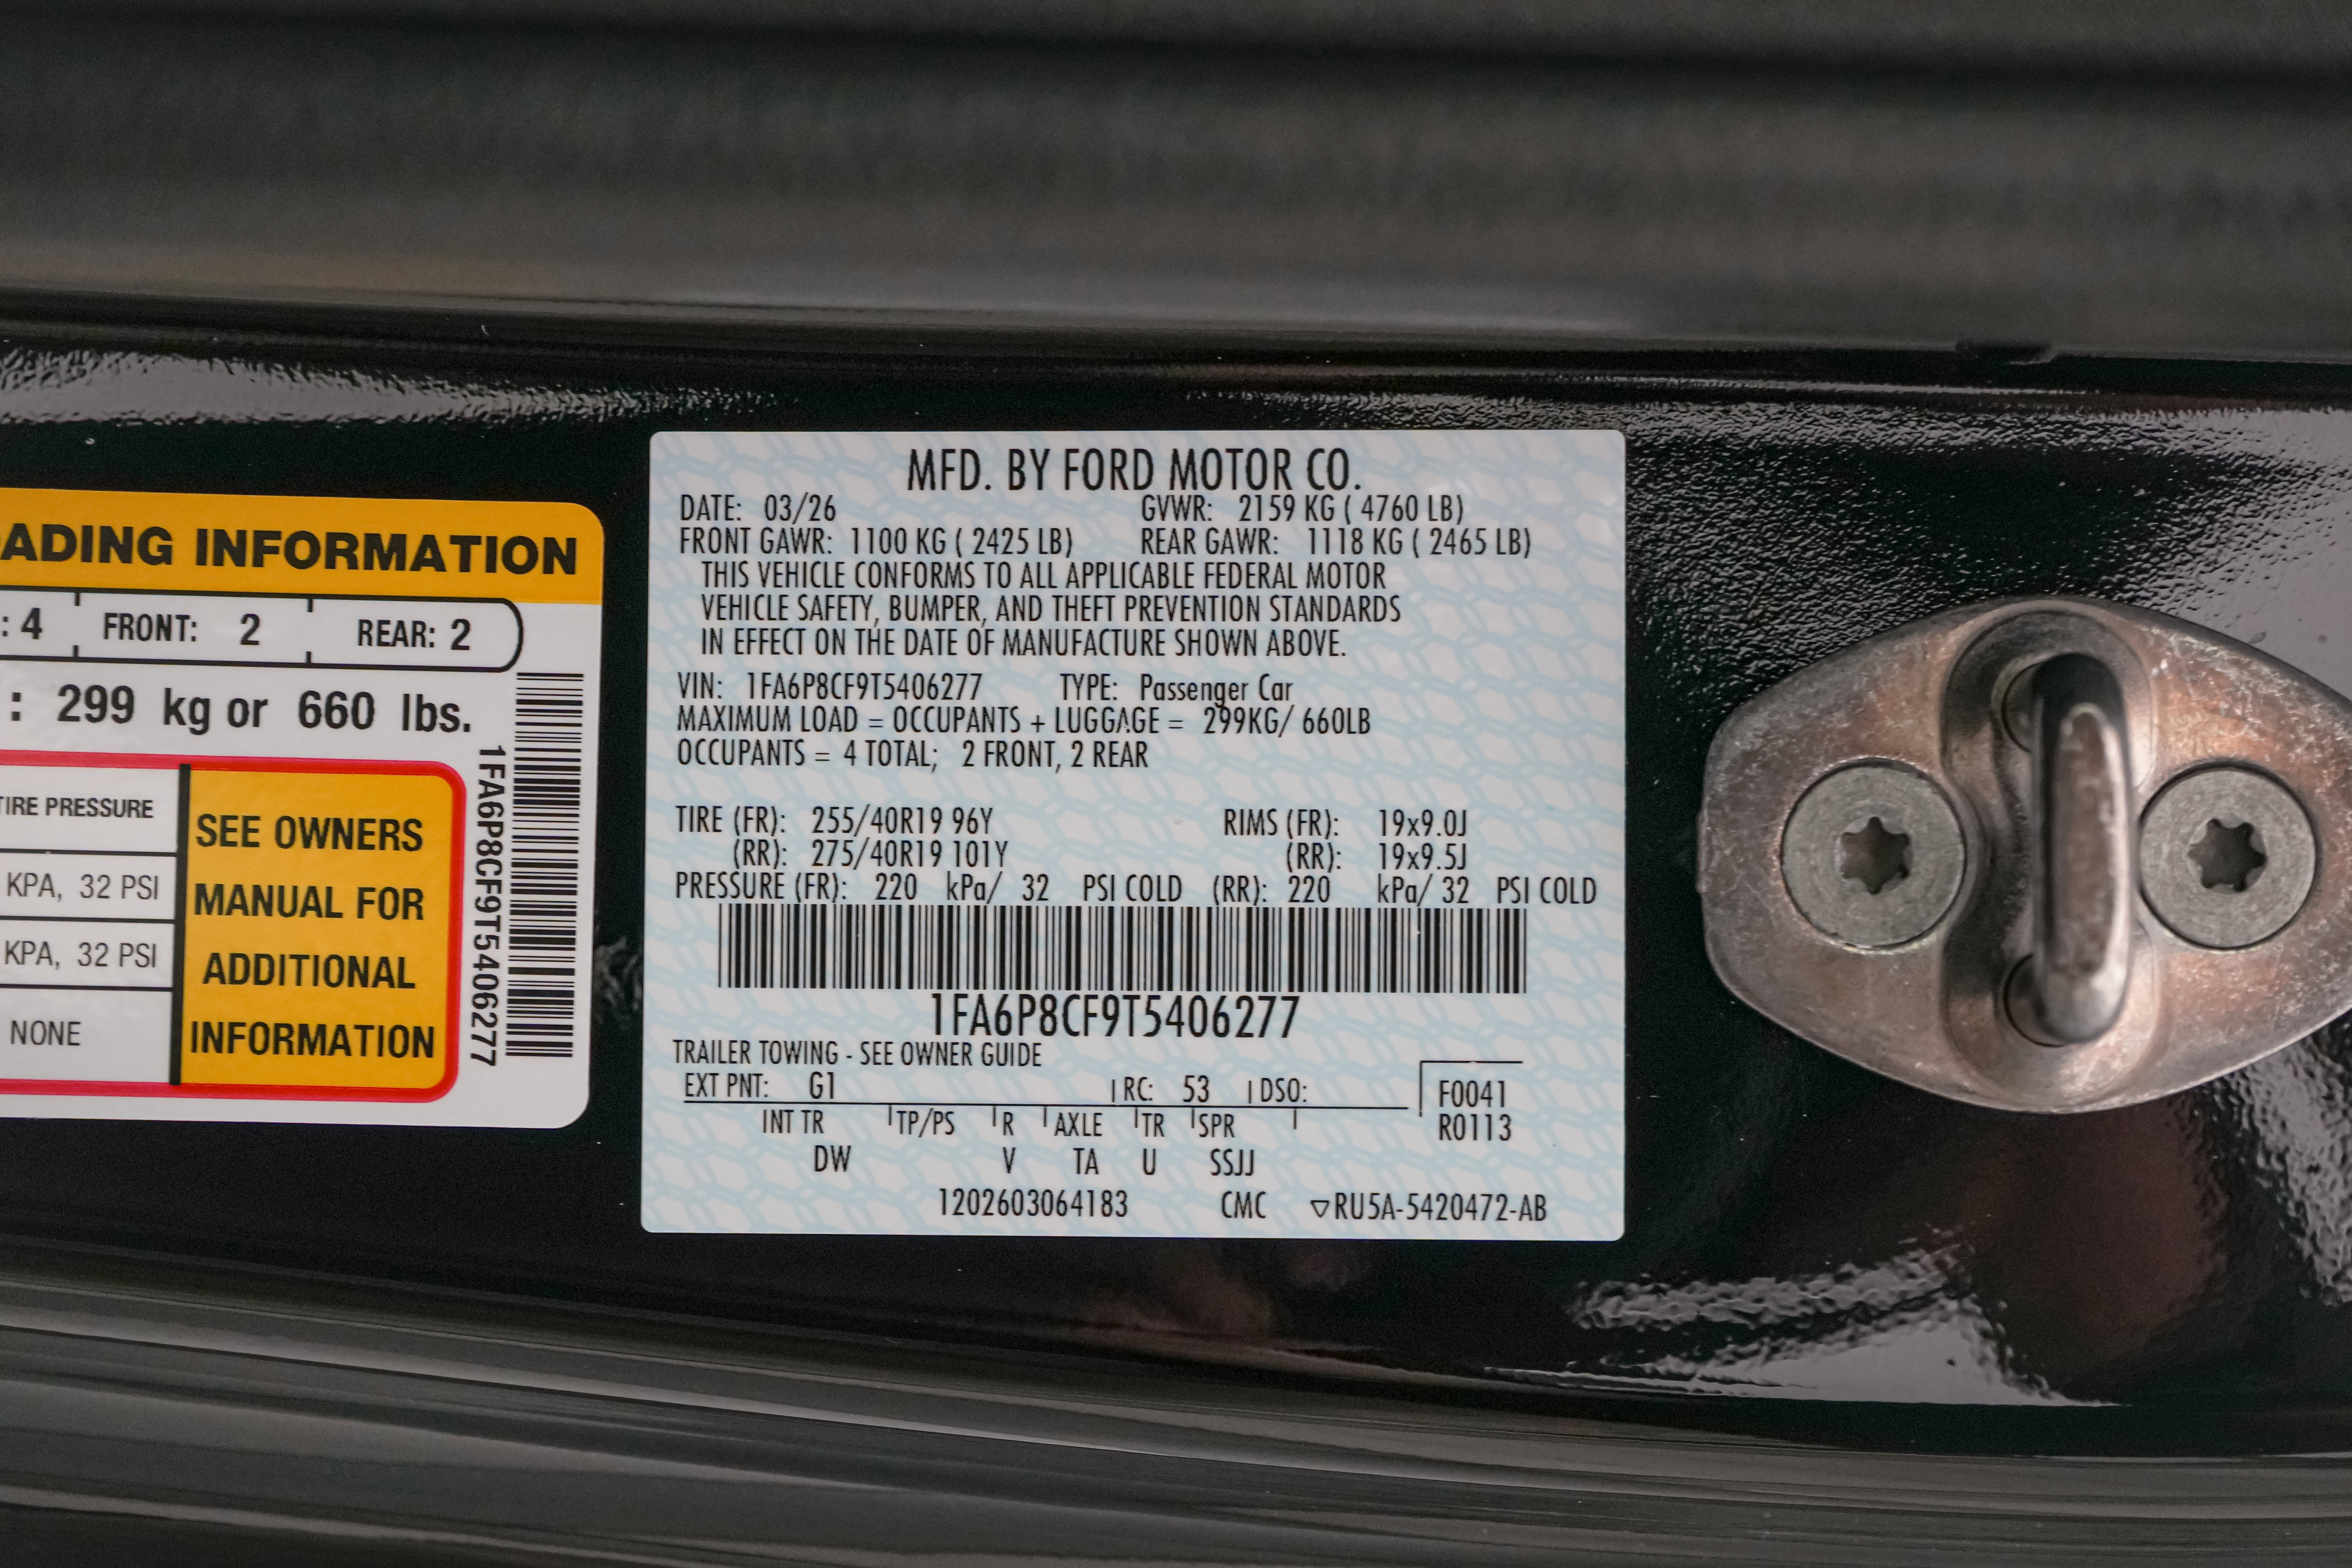 ADING INFORMATION
: 4 FRONT: 2 REAR: 2
: 299 kg or 660 lbs.
TIRE PRESSURE
KPA, 32 PSI
KPA, 32 PSI
NONE
SEE OWNERS
MANUAL FOR
ADDITIONAL
INFORMATION
1FA6P8CF9T5406277
MFD. BY FORD MOTOR CO.
DATE: 03/26 GVWR: 2159 KG ( 4760 LB)
FRONT GAWR: 1100 KG ( 2425 LB) REAR GAWR: 1118 KG ( 2465 LB)
THIS VEHICLE CONFORMS TO ALL APPLICABLE FEDERAL MOTOR
VEHICLE SAFETY, BUMPER, AND THEFT PREVENTION STANDARDS
IN EFFECT ON THE DATE OF MANUFACTURE SHOWN ABOVE.
VIN: 1FA6P8CF9T5406277 TYPE: Passenger Car
MAXIMUM LOAD = OCCUPANTS + LUGGAGE = 299KG/ 660LB
OCCUPANTS = 4 TOTAL; 2 FRONT, 2 REAR
TIRE (FR): 255/40R19 96Y RIMS (FR): 19x9.0J
(RR): 275/40R19 101Y (RR): 19x9.5J
PRESSURE (FR): 220 kPa/ 32 PSI COLD (RR): 220 kPa/ 32 PSI COLD
1FA6P8CF9T5406277
TRAILER TOWING - SEE OWNER GUIDE
EXT PNT: G1 RC: 53 DSO: F0041
INT TR TP/PS R AXLE TR SPR R0113
DW V TA U SSJJ
1202603064183 CMC ▽RU5A-5420472-AB